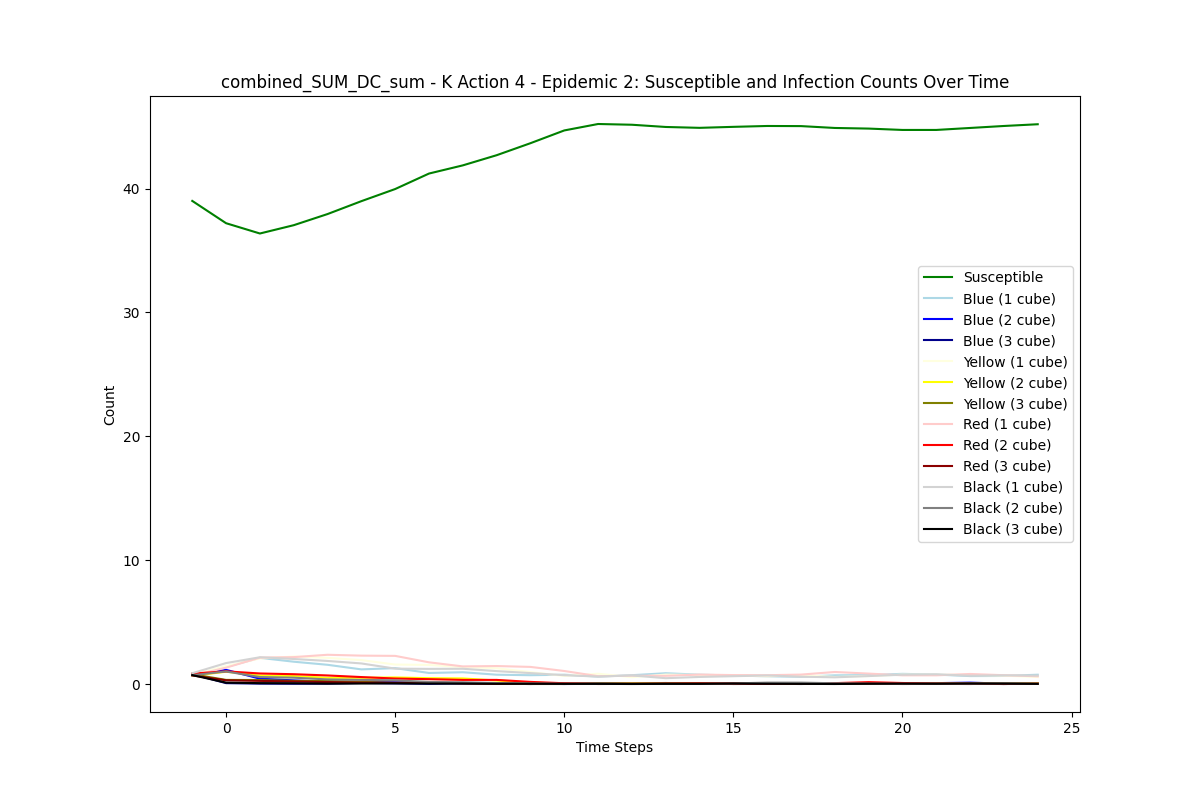 combined_SUM_DC_sum - K Action 4 - Epidemic 2: Susceptible and Infection Counts Over Time
Count
40
30
20
10
0
Susceptible
Blue (1 cube)
Blue (2 cube)
Blue (3 cube)
Yellow (1 cube)
Yellow (2 cube)
Yellow (3 cube)
Red (1 cube)
Red (2 cube)
Red (3 cube)
Black (1 cube)
Black (2 cube)
Black (3 cube)
0 5 10 15 20 25
Time Steps